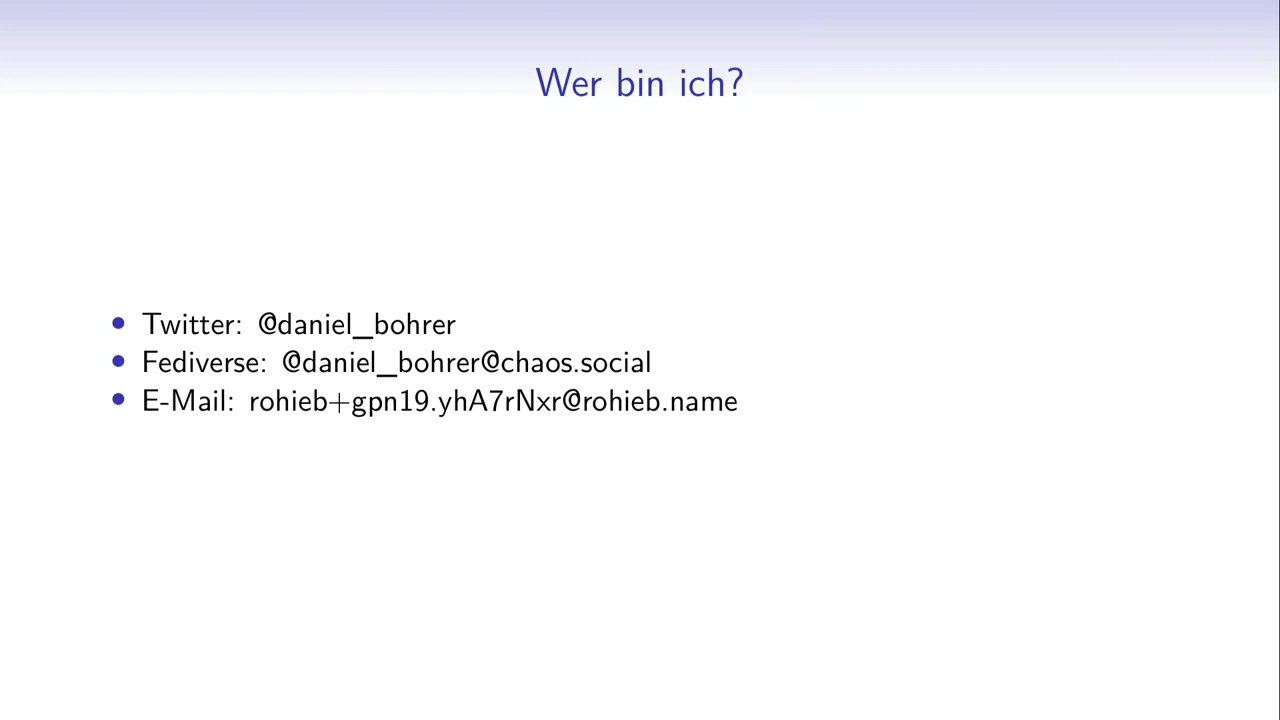 Wer bin ich?
• Twitter: @daniel_bohrer
• Fediverse: @daniel_bohrer@chaos.social
• E-Mail: rohieb+gpn19.yhA7rNxr@rohieb.name